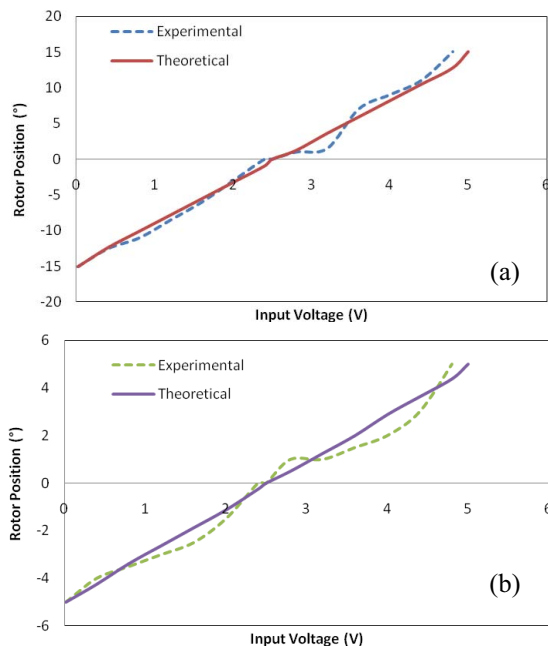 20
Experimental
15
Theoretical
10
5
0
0 1 2 3 4 5 6
-5
-10
-15
-20
Rotor Position (°)
(a)
Input Voltage (V)
6
Experimental
4
Theoretical
2
0
0 1 2 3 4 5 6
-2
-4
-6
Rotor Position (°)
(b)
Input Voltage (V)